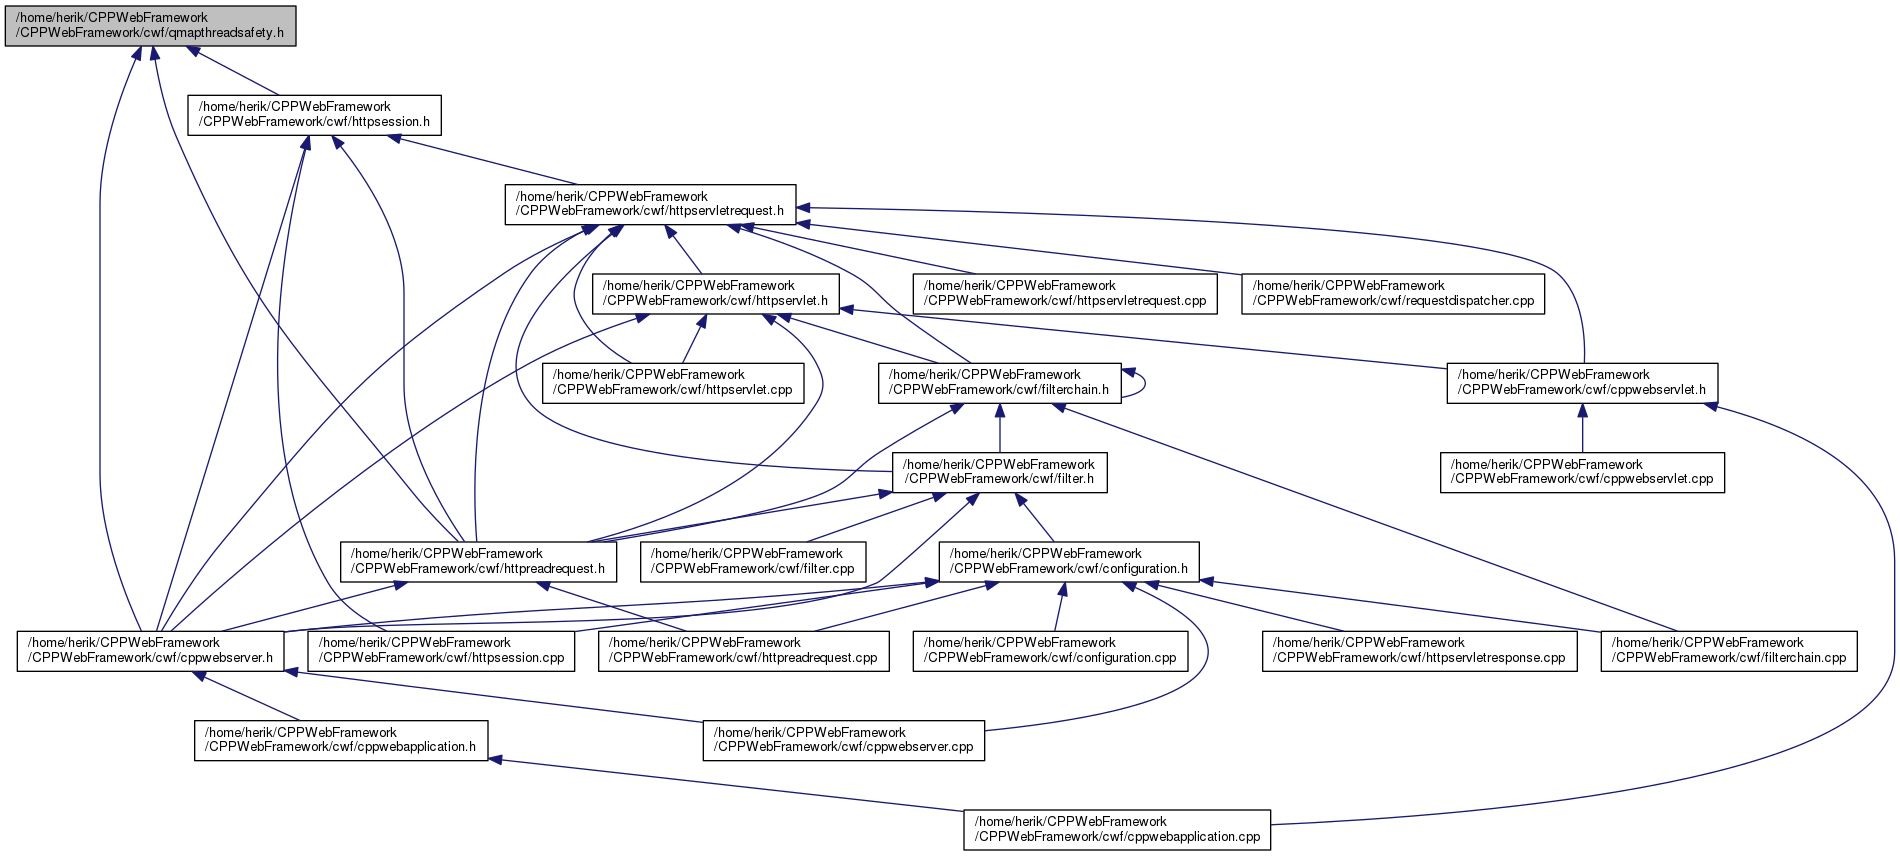 /home/herik/CPPWebFramework
/CPPWebFramework/cwf/qmapthreadsafety.h
/home/herik/CPPWebFramework
/CPPWebFramework/cwf/httpsession.h
/home/herik/CPPWebFramework
/CPPWebFramework/cwf/httpservletrequest.h
/home/herik/CPPWebFramework
/CPPWebFramework/cwf/httpservlet.h
/home/herik/CPPWebFramework
/CPPWebFramework/cwf/httpservletrequest.cpp
/home/herik/CPPWebFramework
/CPPWebFramework/cwf/requestdispatcher.cpp
/home/herik/CPPWebFramework
/CPPWebFramework/cwf/httpservlet.cpp
/home/herik/CPPWebFramework
/CPPWebFramework/cwf/filterchain.h
/home/herik/CPPWebFramework
/CPPWebFramework/cwf/cppwebservlet.h
/home/herik/CPPWebFramework
/CPPWebFramework/cwf/filter.h
/home/herik/CPPWebFramework
/CPPWebFramework/cwf/cppwebservlet.cpp
/home/herik/CPPWebFramework
/CPPWebFramework/cwf/httpreadrequest.h
/home/herik/CPPWebFramework
/CPPWebFramework/cwf/filter.cpp
/home/herik/CPPWebFramework
/CPPWebFramework/cwf/configuration.h
/home/herik/CPPWebFramework
/CPPWebFramework/cwf/cppwebserver.h
/home/herik/CPPWebFramework
/CPPWebFramework/cwf/httpsession.cpp
/home/herik/CPPWebFramework
/CPPWebFramework/cwf/httpreadrequest.cpp
/home/herik/CPPWebFramework
/CPPWebFramework/cwf/configuration.cpp
/home/herik/CPPWebFramework
/CPPWebFramework/cwf/httpservletresponse.cpp
/home/herik/CPPWebFramework
/CPPWebFramework/cwf/filterchain.cpp
/home/herik/CPPWebFramework
/CPPWebFramework/cwf/cppwebapplication.h
/home/herik/CPPWebFramework
/CPPWebFramework/cwf/cppwebserver.cpp
/home/herik/CPPWebFramework
/CPPWebFramework/cwf/cppwebapplication.cpp